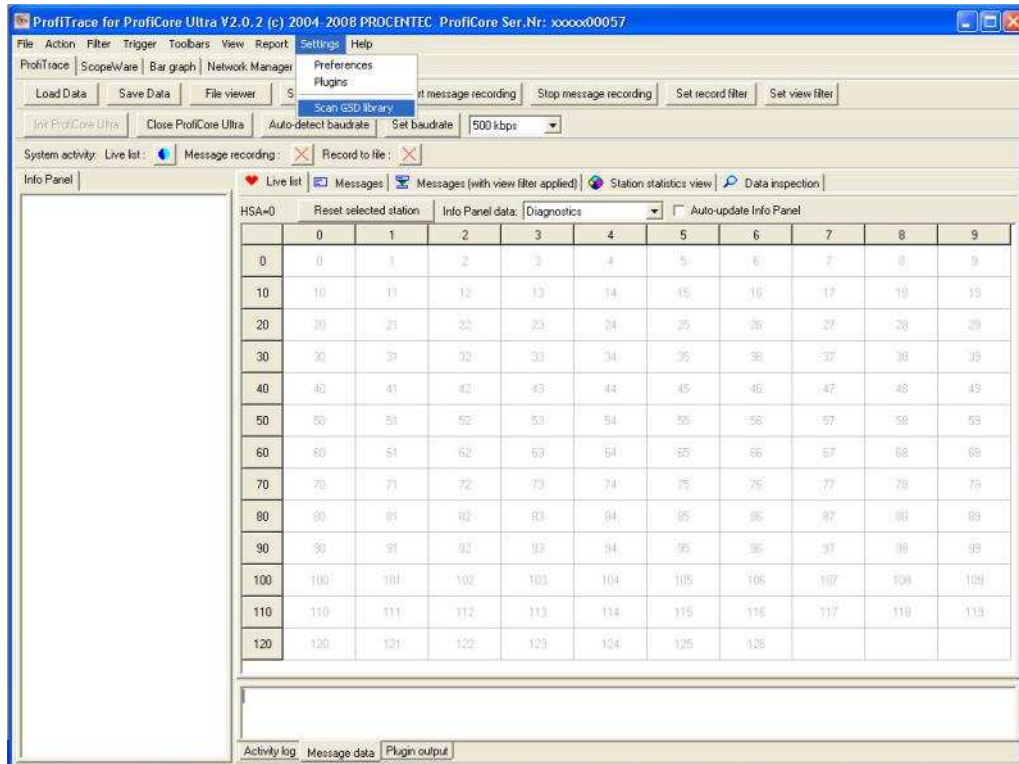 ProfiTrace for ProfiCore Ultra V2.0.2 (c) 2004-2008 PROCENTEC ProfiCore Ser.Nr: xxxxx00057
File Action Filter Trigger Toolbars View Report Settings Help
ProfiTrace ScopeWare Bar graph Network Manager
Preferences
Plugins
Scan GSD library
Load Data Save Data File viewer message recording Stop message recording Set record filter Set view filter
Init ProfiCore Ultra Close ProfiCore Ultra Auto-detect baudrate Set baudrate 500 kbps
System activity: Live list: Message recording: Record to file:
Info Panel
Live list Messages Messages (with view filter applied) Station statistics view Data inspection
HSA=0 Reset selected station Info Panel data: Diagnostics Auto-update Info Panel
0 1 2 3 4 5 6 7 8 9
0 0 1 2 3 4 5 6 7 8 9
10 10 11 12 13 14 15 16 17 18 19
20 20 21 22 23 24 25 26 27 28 29
30 30 31 32 33 34 35 36 37 38 39
40 40 41 42 43 44 45 46 47 48 49
50 50 51 52 53 54 55 56 57 58 59
60 60 61 62 63 64 65 66 67 68 69
70 70 71 72 73 74 75 76 77 78 79
80 80 81 82 83 84 85 86 87 88 89
90 90 91 92 93 94 95 96 97 98 99
100 100 101 102 103 104 105 106 107 108 109
110 110 111 112 113 114 115 116 117 118 119
120 120 121 122 123 124 125 126
Activity log Message data Plugin output